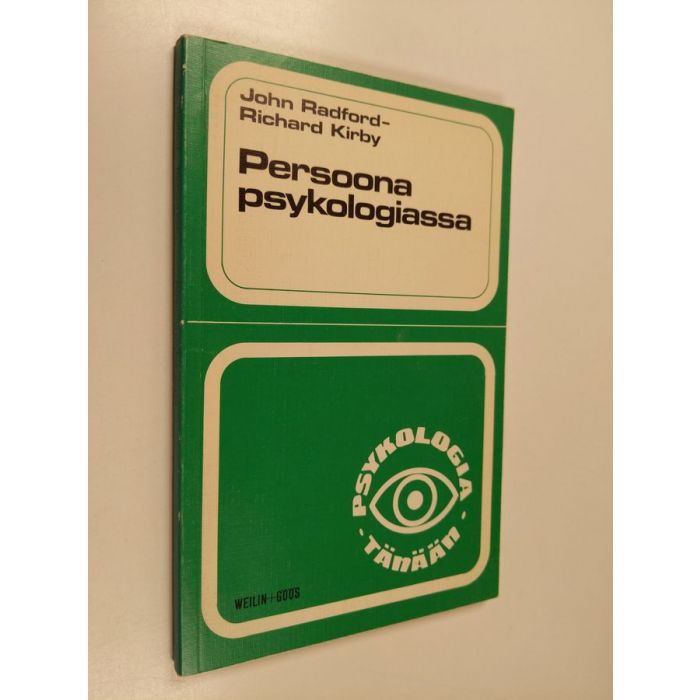 John Radford-
Richard Kirby
Persoona
psykologiassa
PSYKOLOGIA
-TÄNÄÄN-
WEILIN+GÖÖS